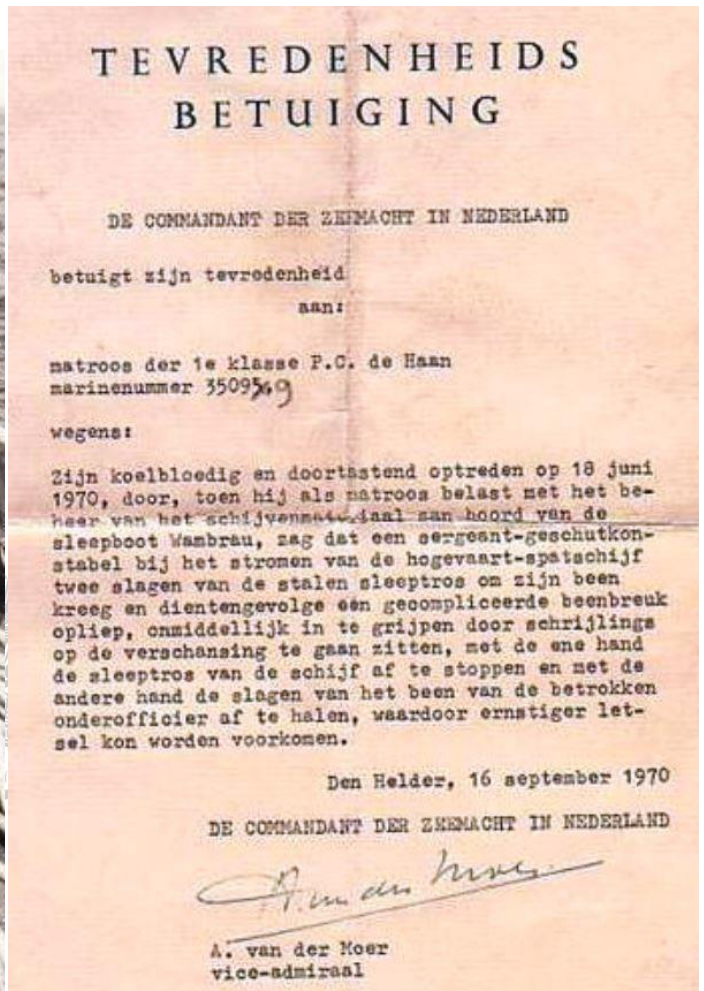 TEVREDENHEIDS
BETUIGING
DE COMMANDANT DER ZEEMACHT IN NEDERLAND
betuigt zijn tevredenheid
aan:
matroos der 1e klasse P.C. de Haan
marinenummer 3509549
wegens:
Zijn koelbloedig en doortastend optreden op 18 juni
1970, door, toen hij als matroos belast met het be-
heer van het schijvenmateriaal aan boord van de
sleepboot Wambrau, zag dat een sergeant-geschutkon-
stabel bij het stromen van de hogevaart-spatschijf
twee slagen van de stalen sleeptros om zijn been
kreeg en dientengevolge een gecompliceerde beenbreuk
opliep, onmiddellijk in te grijpen door schrijlings
op de verschansing te gaan zitten, met de ene hand
de sleeptros van de schijf af te stoppen en met de
andere hand de slagen van het been van de betrokken
onderofficier af te halen, waardoor ernstiger let-
sel kon worden voorkomen.
Den Helder, 16 september 1970
DE COMMANDANT DER ZEEMACHT IN NEDERLAND
A. van der Moer
A. van der Moer
vice-admiraal